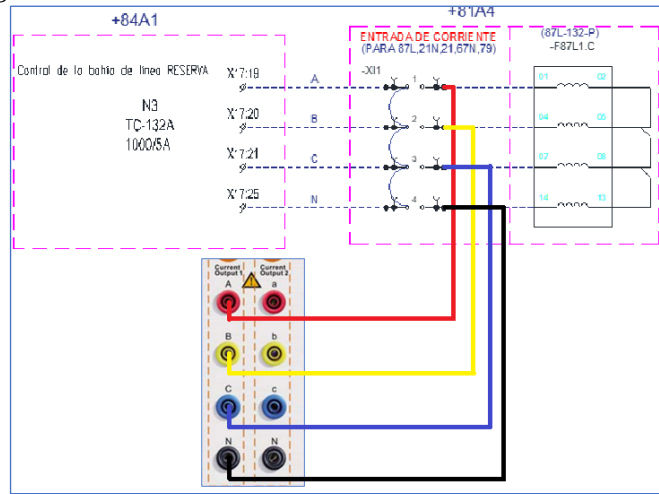 +84A1
+81A4
ENTRADA DE CORRIENTE
(PARA 87L,21N,21,67N,79)
(87L-132-P)
-F87L1.C
Control de la bahia de linea RESERVA
N3
TC-132A
1000/5A
X'7:19
X'7:20
X'7:21
X'7:25
A
B
C
N
-XI1
1
2
3
4
01 02
04 05
07 08
14 13
Current Output 1
Current Output 2
A a
B b
C c
N N